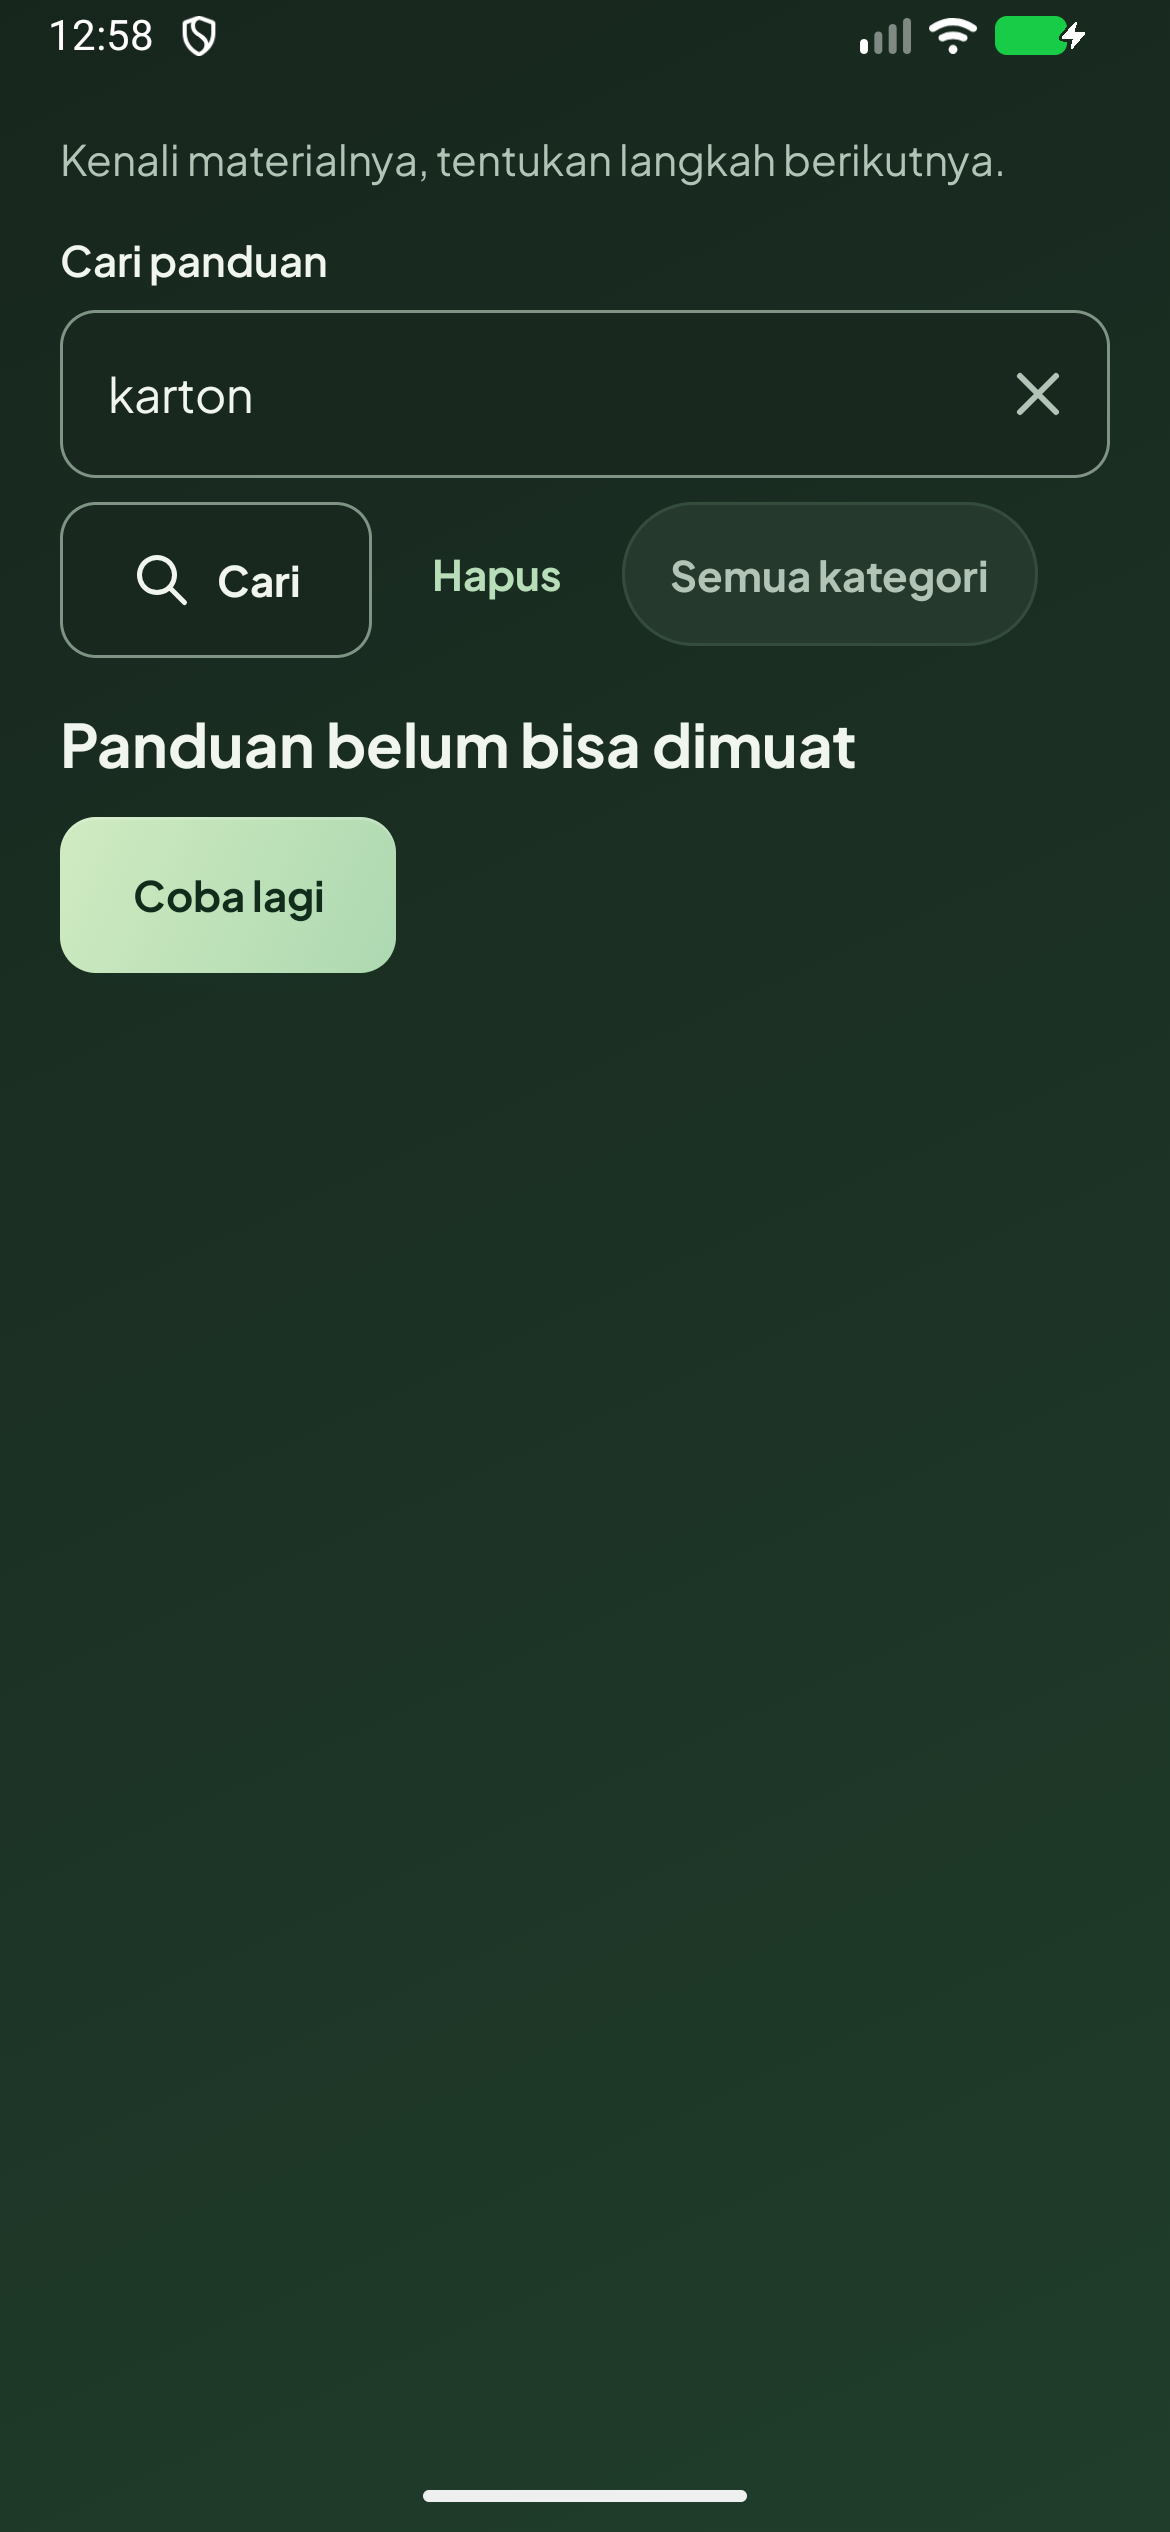 12:58
Kenali materialnya, tentukan langkah berikutnya.
Cari panduan
karton
Cari
Hapus
Semua kategori
Panduan belum bisa dimuat
Coba lagi